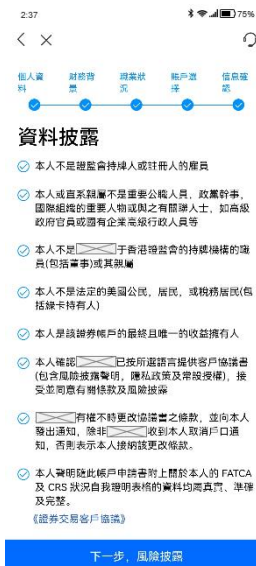 2:37
75%
個人資料
財務背景
職業狀況
賬戶選擇
信息確認
資料披露
本人不是證監會持牌人或註冊人的雇員
本人或直系親屬不是重要公職人員，政黨幹事，
國際組織的重要人物或與之有關聯人士，如高級
政府官員或國有企業高級行政人員等
本人不是于香港證監會的持牌機構的職
員(包括董事)或其親屬
本人不是法定的美國公民，居民，或稅務居民(包
括綠卡持有人)
本人是該證券帳戶的最終且唯一的收益擁有人
本人確認已按所選語言提供客戶協議書
(包含風險披露聲明，隱私政策及常設授權)，接
受並同意有關條款及風險披露
有權不時更改協議書之條款，並向本人
發出通知，除非收到本人取消戶口通
知，否則表示本人接納該更改條款。
本人聲明隨此帳戶申請書附上關於本人的 FATCA
及 CRS 狀況自我證明表格的資料均為真實、準確
及完整。
《證券交易客戶協議》
下一步，風險披露